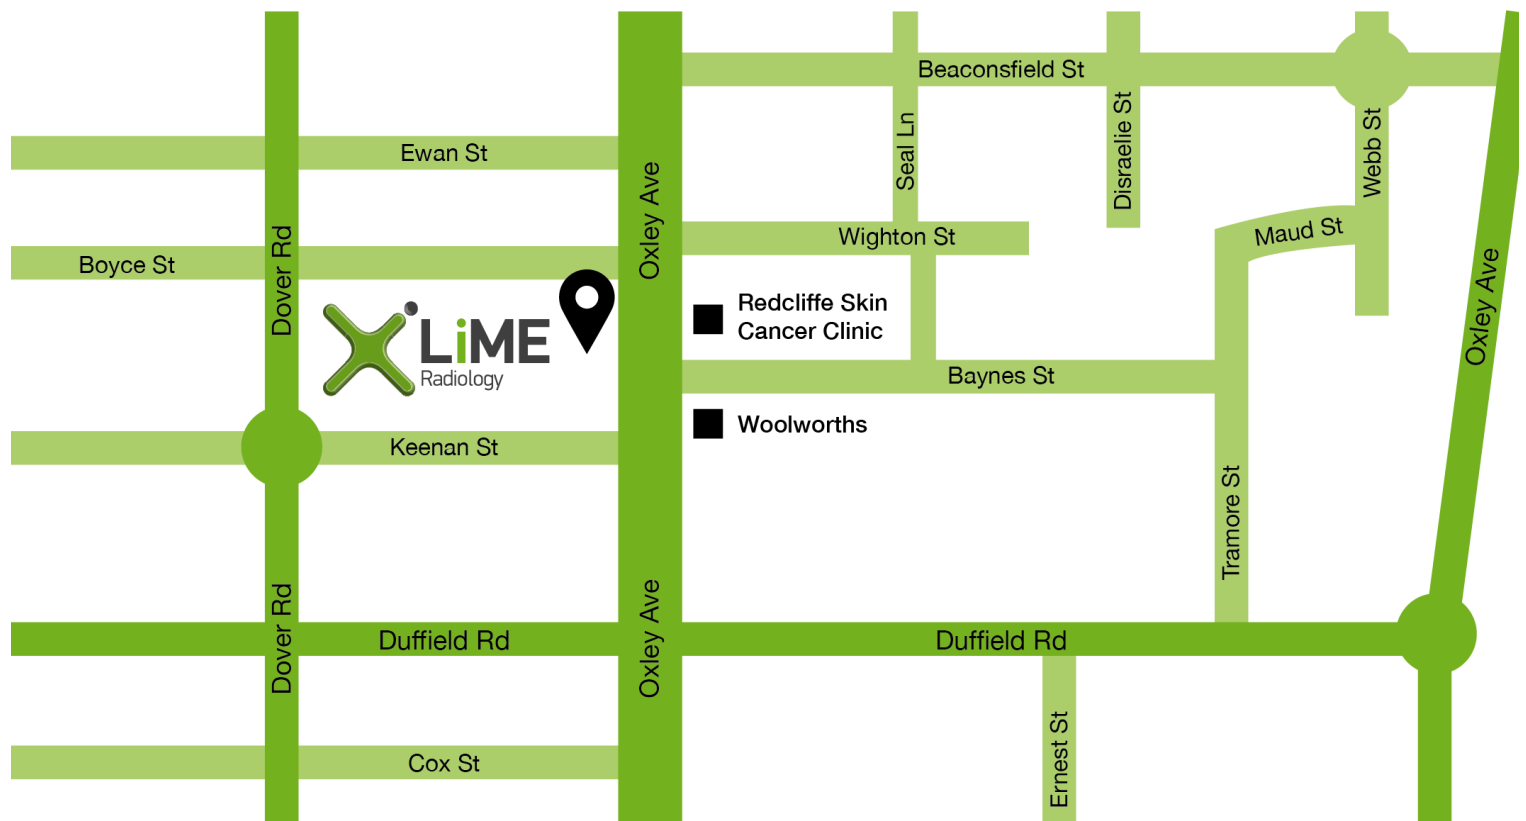 Beaconsfield St
Ewan St
Seal Ln
Disraelie St
Webb St
Oxley Ave
Dover Rd
Boyce St
Wighton St
Maud St
Oxley Ave
LiME
Radiology
Redcliffe Skin
Cancer Clinic
Baynes St
Woolworths
Keenan St
Tramore St
Dover Rd
Duffield Rd
Oxley Ave
Duffield Rd
Cox St
Ernest St